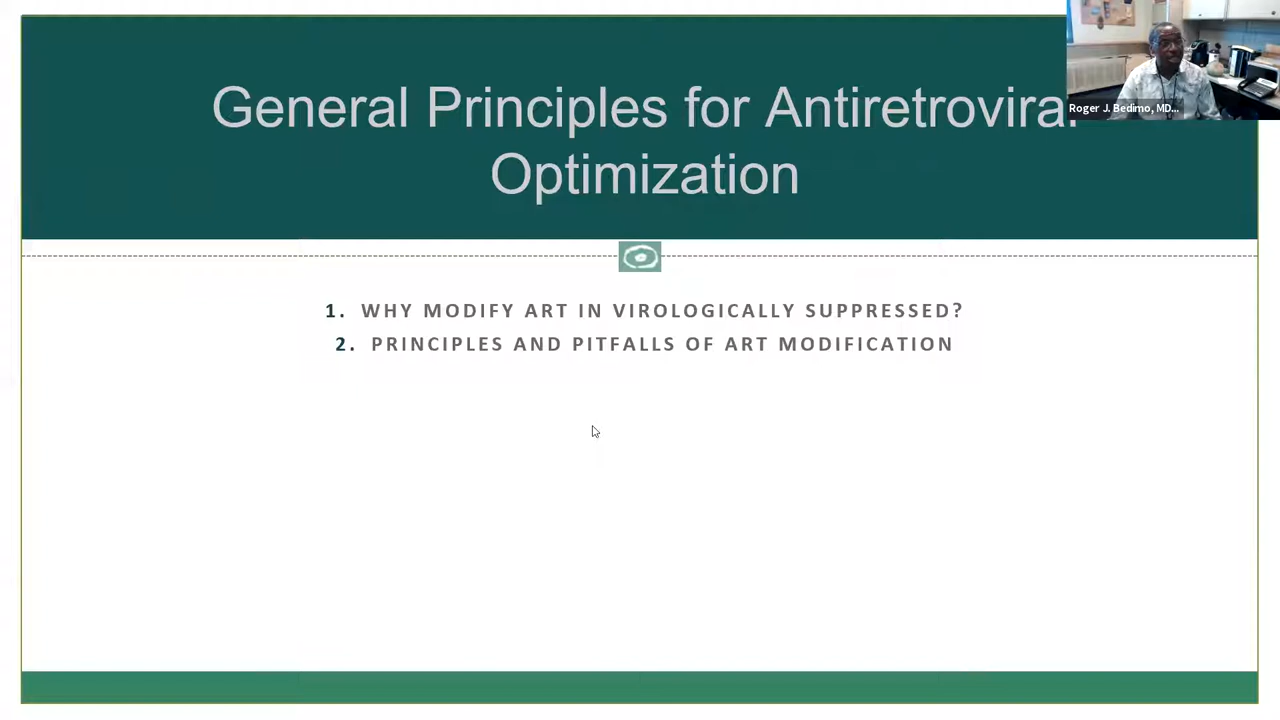 General Principles for Antiretroviral
Optimization
Roger J. Bedimo, MD...
1. WHY MODIFY ART IN VIROLOGICALLY SUPPRESSED?
2. PRINCIPLES AND PITFALLS OF ART MODIFICATION